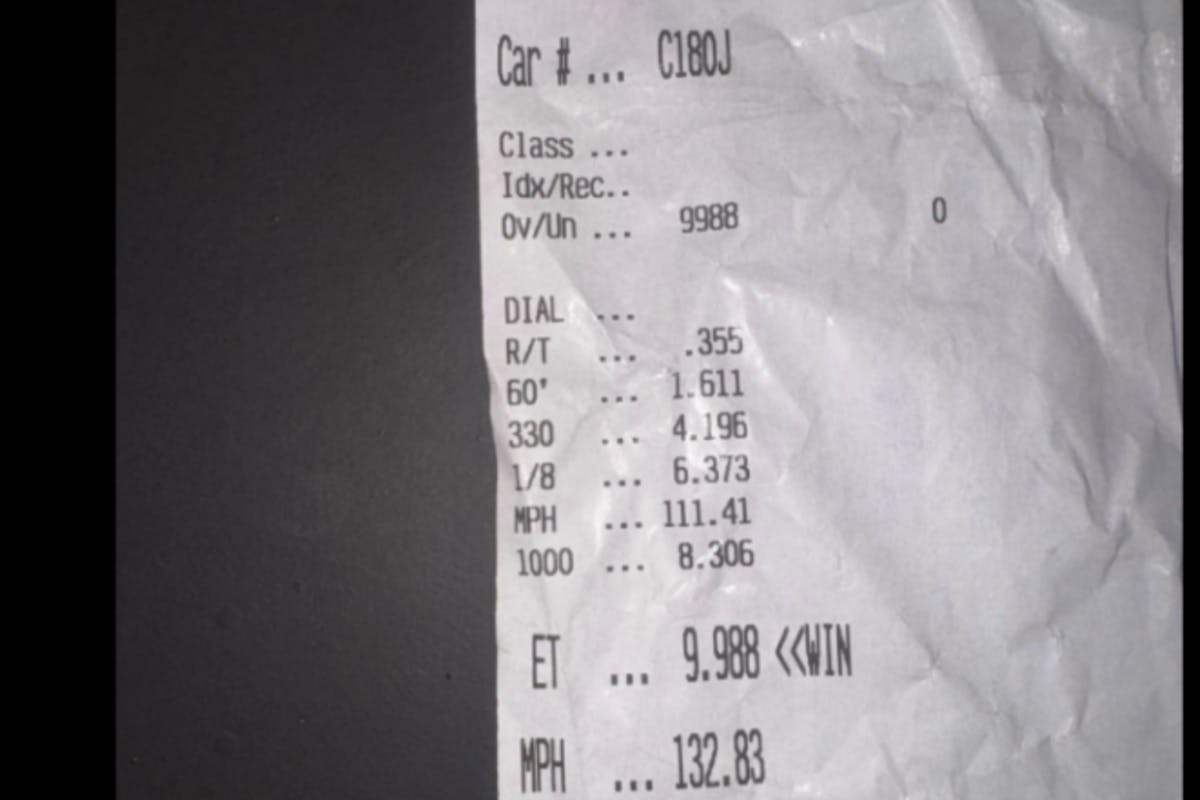 Car # ... C180J
Class ...
Idx/Rec..
Ov/Un ... 9988 0
DIAL ...
R/T ... .355
60' ... 1.611
330 ... 4.196
1/8 ... 6.373
MPH ... 111.41
1000 ... 8.306
ET ... 9.988 <<WIN
MPH ... 132.83